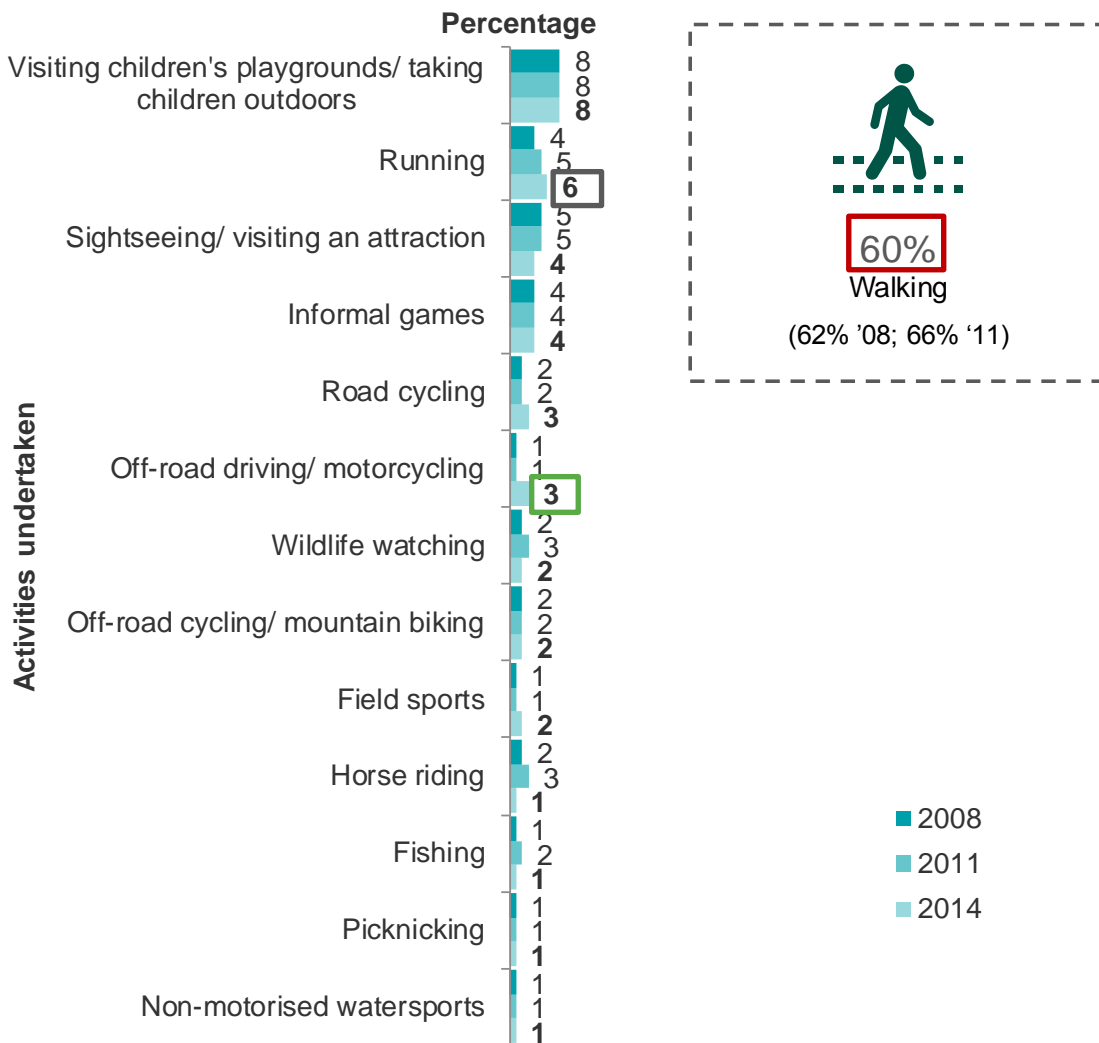 Percentage
Visiting children's playgrounds/ taking
children outdoors
8
8
8
Running
4
5
6
Sightseeing/ visiting an attraction
5
5
4
Informal games
4
4
4
Road cycling
2
2
3
Off-road driving/ motorcycling
1
1
3
Wildlife watching
2
3
2
Off-road cycling/ mountain biking
2
2
2
Field sports
1
1
2
Horse riding
2
3
1
Fishing
1
2
1
Picknicking
1
1
1
Non-motorised watersports
1
1
1
Activities undertaken
60%
Walking
(62% '08; 66% ‘11)
2008
2011
2014